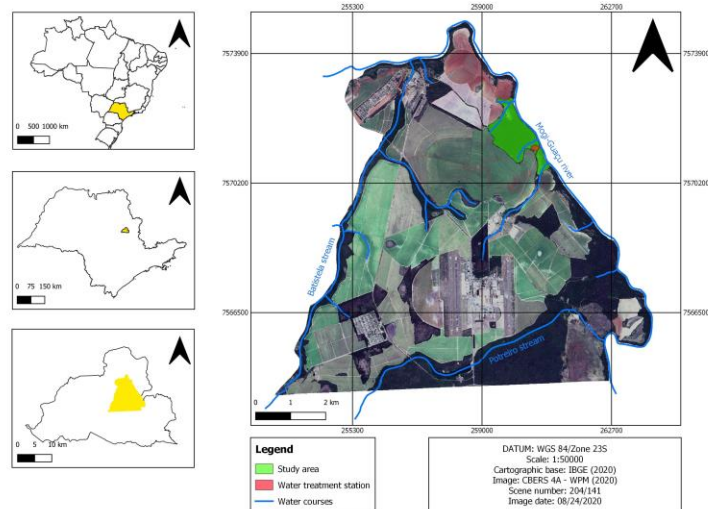 0 500 1000 km
0 75 150 km
0 5 10 km
255300 259000 262700
7573900 7573900
7570200 7570200
7566500 7566500
Mogi-Guaçu river
Batistela stream
Potreiro stream
0 1 2 km
255300 259000 262700
Legend
Study area
Water treatment station
Water courses
DATUM: WGS 84/Zone 23S
Scale: 1:50000
Cartographic base: IBGE (2020)
Image: CBERS 4A - WPM (2020)
Scene number: 204/141
Image date: 08/24/2020